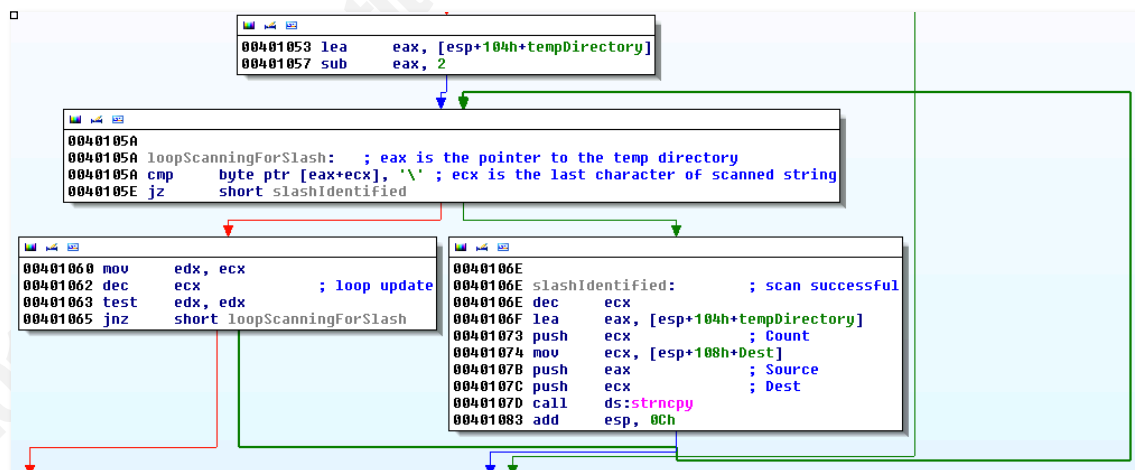 00401053 lea eax, [esp+104h+tempDirectory]
00401057 sub eax, 2
0040105A
0040105A loopScanningForSlash: ; eax is the pointer to the temp directory
0040105A cmp byte ptr [eax+ecx], '\' ; ecx is the last character of scanned string
0040105E jz short slashIdentified
00401060 mov edx, ecx
00401062 dec ecx ; loop update
00401063 test edx, edx
00401065 jnz short loopScanningForSlash
0040106E
0040106E slashIdentified: ; scan successful
0040106E dec ecx
0040106F lea eax, [esp+104h+tempDirectory]
00401073 push ecx ; Count
00401074 mov ecx, [esp+108h+Dest]
0040107B push eax ; Source
0040107C push ecx ; Dest
0040107D call ds:strncpy
00401083 add esp, 0Ch